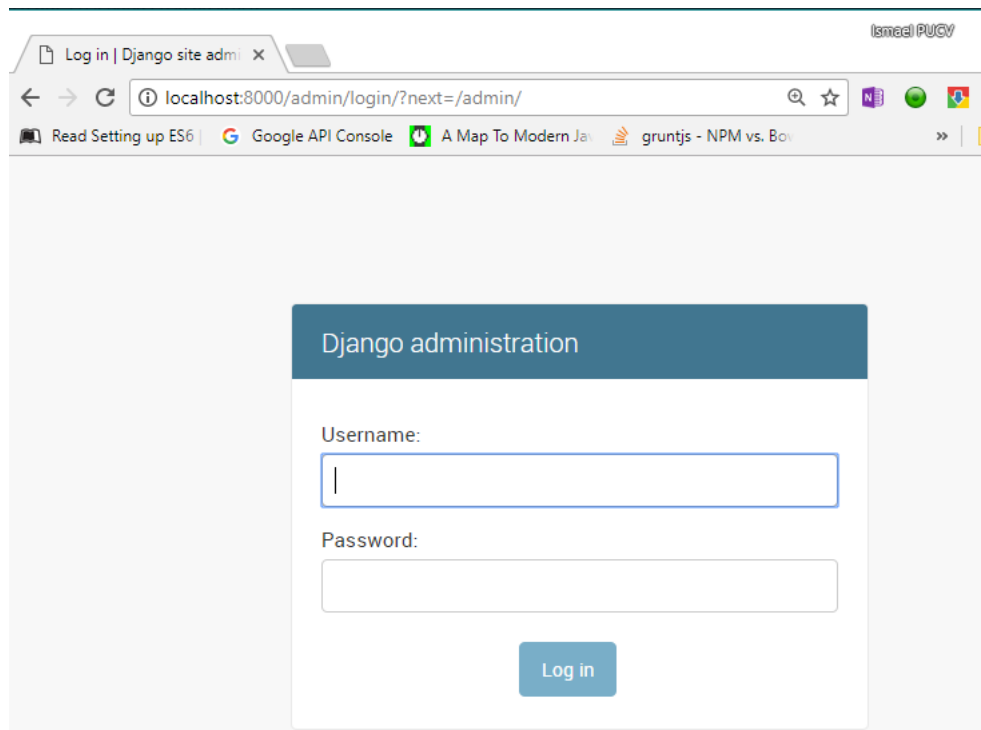 Ismael PUCV
Log in | Django site admi
localhost:8000/admin/login/?next=/admin/
Read Setting up ES6 | Google API Console A Map To Modern Ja gruntjs - NPM vs. Bow »
Django administration
Username:
Password:
Log in